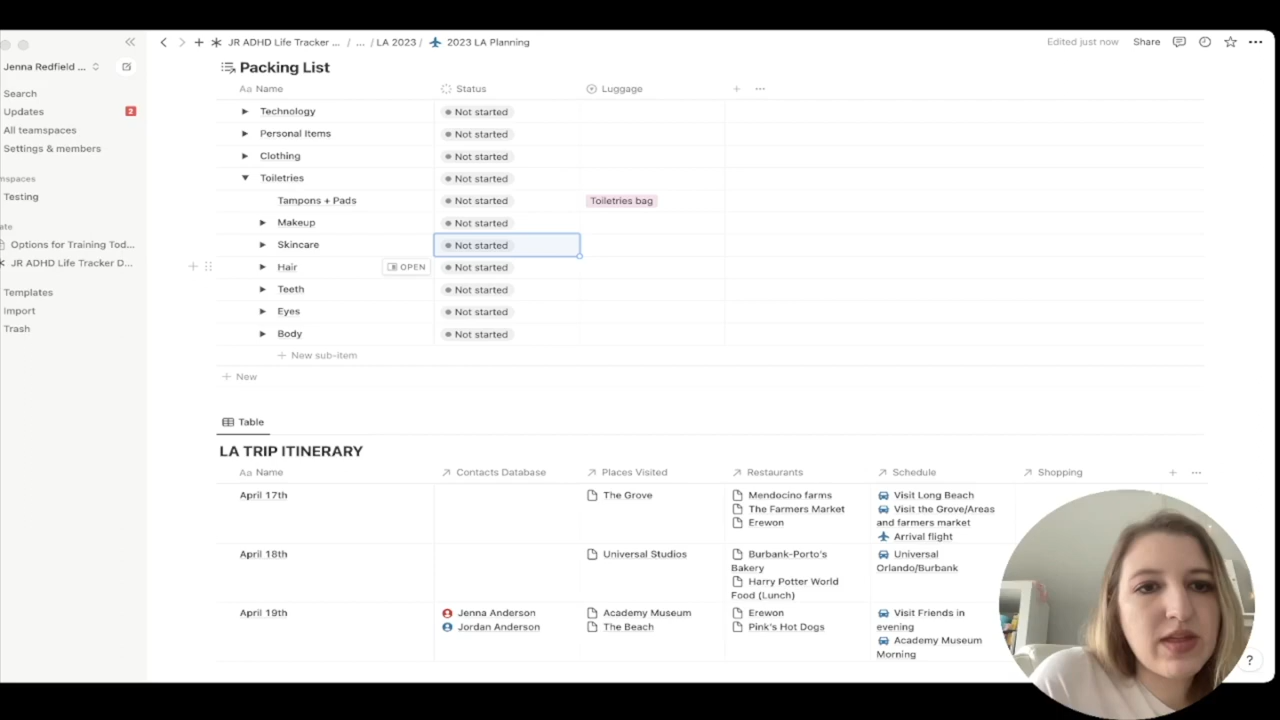 JR ADHD Life Tracker ... / ... / LA 2023 / 2023 LA Planning
Edited just now Share
Jenna Redfield ...
Search
Updates 2
All teamspaces
Settings & members
mspaces
Testing
ate
Options for Training Tod...
JR ADHD Life Tracker D...
Templates
Import
Trash
Packing List
Aa Name Status Luggage
Technology Not started
Personal Items Not started
Clothing Not started
Toiletries Not started
Tampons + Pads Not started Toiletries bag
Makeup Not started
Skincare Not started
Hair OPEN Not started
Teeth Not started
Eyes Not started
Body Not started
+ New sub-item
+ New
Table
LA TRIP ITINERARY
Aa Name Contacts Database Places Visited Restaurants Schedule Shopping
April 17th The Grove Mendocino farms Visit Long Beach
The Farmers Market Visit the Grove/Areas
Erewon and farmers market
Arrival flight
April 18th Universal Studios Burbank-Porto's Universal
Bakery Orlando/Burbank
Harry Potter World
Food (Lunch)
April 19th Jenna Anderson Academy Museum Erewon Visit Friends in
Jordan Anderson The Beach Pink's Hot Dogs evening
Academy Museum
Morning
?